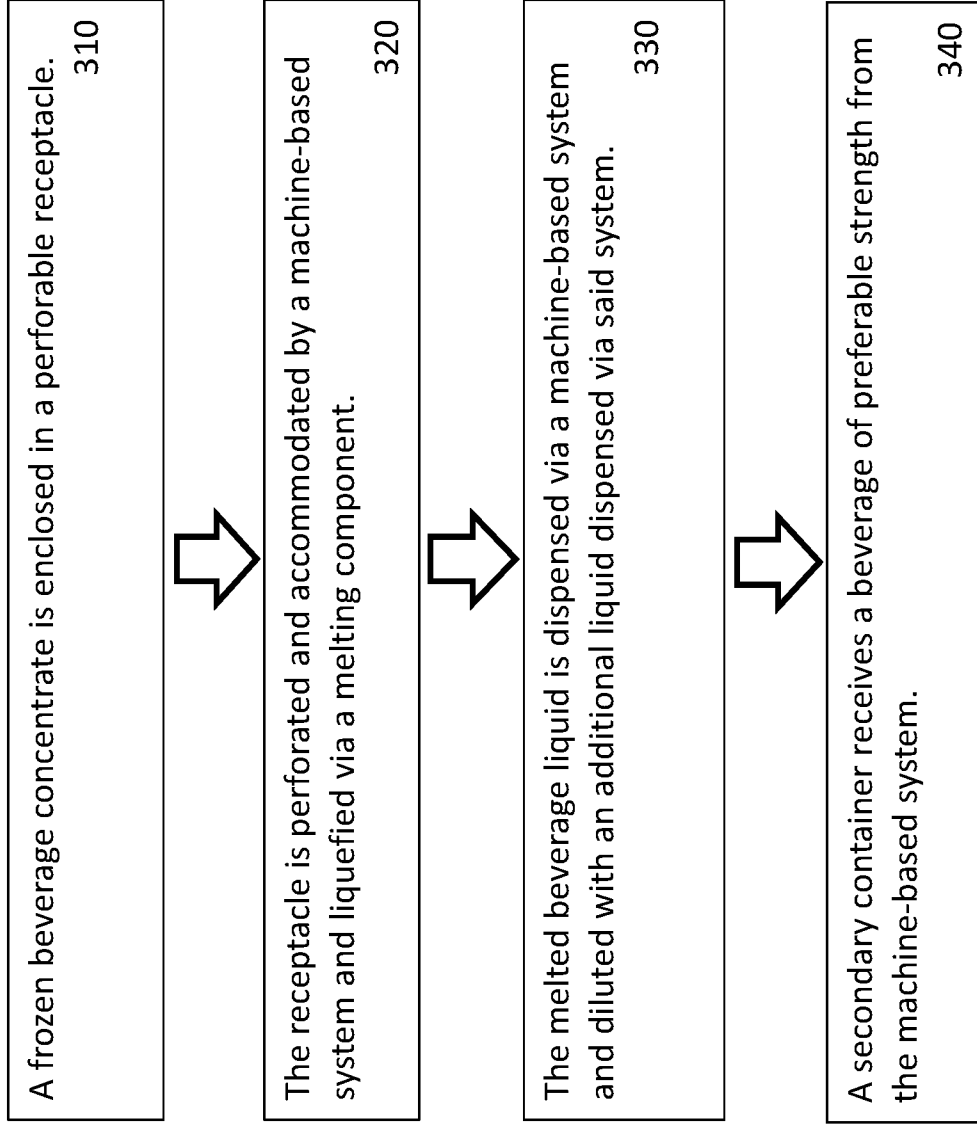 A frozen beverage concentrate is enclosed in a perforable receptacle.
310
The receptacle is perforated and accommodated by a machine-based
system and liquefied via a melting component.
320
The melted beverage liquid is dispensed via a machine-based system
and diluted with an additional liquid dispensed via said system.
330
A secondary container receives a beverage of preferable strength from
the machine-based system.
340